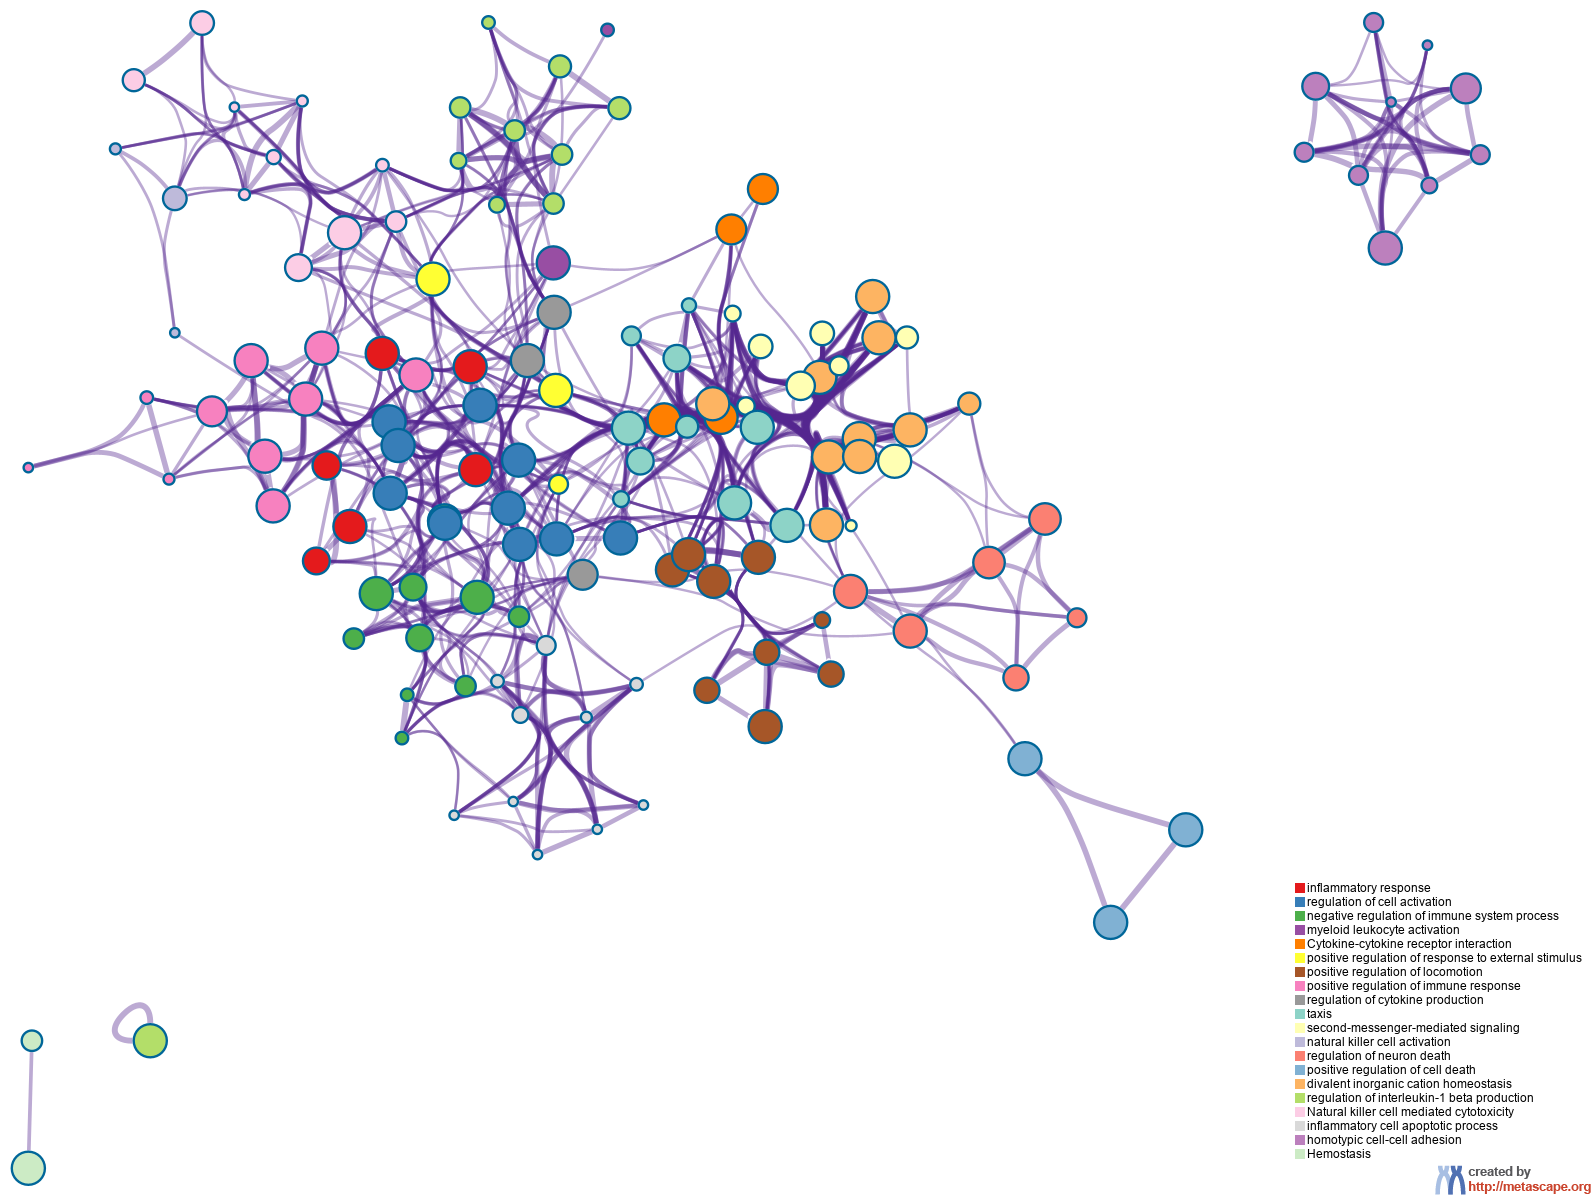 inflammatory response
regulation of cell activation
negative regulation of immune system process
myeloid leukocyte activation
Cytokine-cytokine receptor interaction
positive regulation of response to external stimulus
positive regulation of locomotion
positive regulation of immune response
regulation of cytokine production
taxis
second-messenger-mediated signaling
natural killer cell activation
regulation of neuron death
positive regulation of cell death
divalent inorganic cation homeostasis
regulation of interleukin-1 beta production
Natural killer cell mediated cytotoxicity
inflammatory cell apoptotic process
homotypic cell-cell adhesion
Hemostasis
created by
http://metascape.org